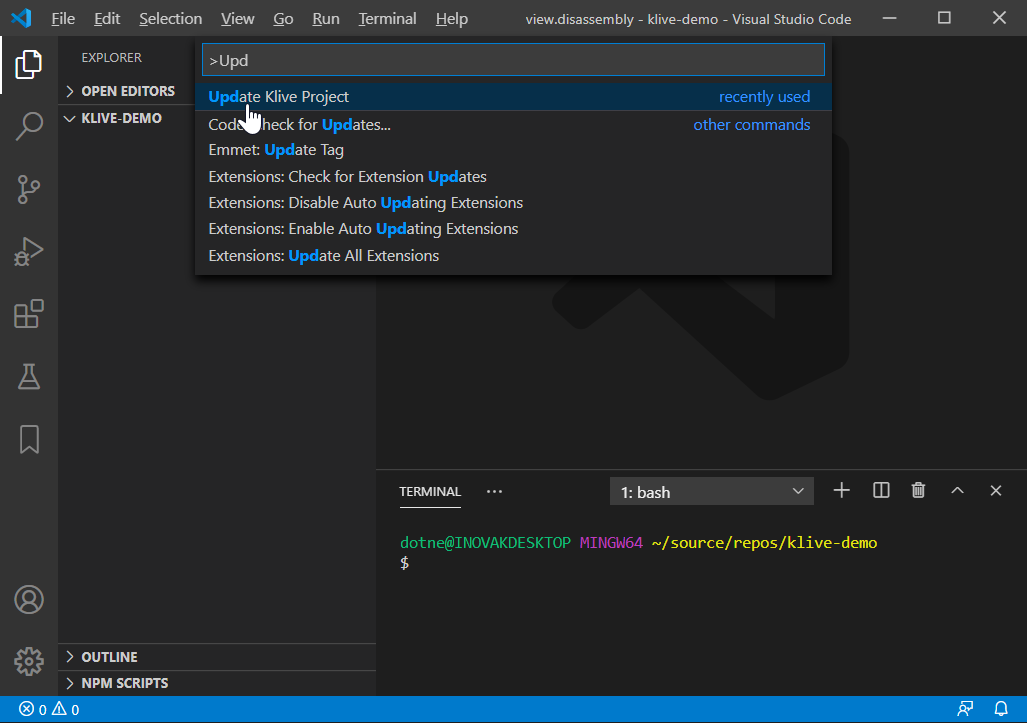 File Edit Selection View Go Run Terminal Help view.disassembly - klive-demo - Visual Studio Code
EXPLORER
OPEN EDITORS
KLIVE-DEMO
>Upd
Update Klive Project recently used
Code: Check for Updates... other commands
Emmet: Update Tag
Extensions: Check for Extension Updates
Extensions: Disable Auto Updating Extensions
Extensions: Enable Auto Updating Extensions
Extensions: Update All Extensions
TERMINAL ... 1: bash
dotne@INOVAKDESKTOP MINGW64 ~/source/repos/klive-demo
$
OUTLINE
NPM SCRIPTS
0 0